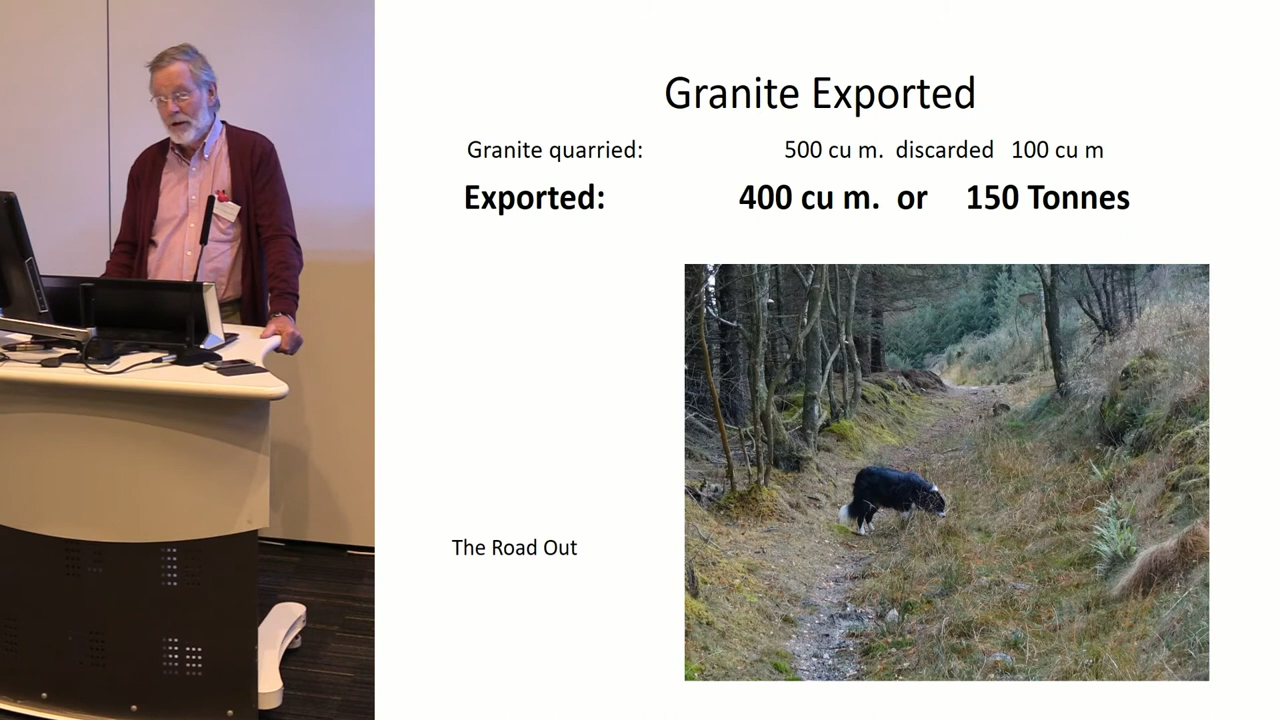 Granite Exported
Granite quarried: 500 cu m. discarded 100 cu m
Exported: 400 cu m. or 150 Tonnes
The Road Out